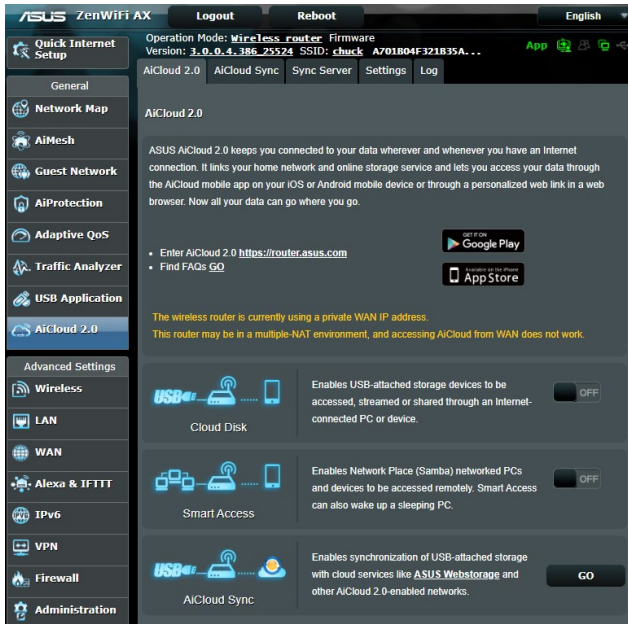 ASUS ZenWiFi AX Logout Reboot English
Quick Internet Setup
Operation Mode: Wireless router Firmware
Version: 3.0.0.4.386_25524 SSID: chuck A701B04F321B35A...
App
AiCloud 2.0 AiCloud Sync Sync Server Settings Log
General
Network Map
AiMesh
Guest Network
AiProtection
Adaptive QoS
Traffic Analyzer
USB Application
AiCloud 2.0
Advanced Settings
Wireless
LAN
WAN
Alexa & IFTTT
IPv6
VPN
Firewall
Administration
AiCloud 2.0
ASUS AiCloud 2.0 keeps you connected to your data wherever and whenever you have an Internet
connection. It links your home network and online storage service and lets you access your data through
the AiCloud mobile app on your iOS or Android mobile device or through a personalized web link in a web
browser. Now all your data can go where you go.
Enter AiCloud 2.0 https://router.asus.com
Find FAQs GO
GET IT ON
Google Play
Available on the iPhone
App Store
The wireless router is currently using a private WAN IP address.
This router may be in a multiple-NAT environment, and accessing AiCloud from WAN does not work.
USB
Cloud Disk
Enables USB-attached storage devices to be
accessed, streamed or shared through an Internet-
connected PC or device.
OFF
Smart Access
Enables Network Place (Samba) networked PCs
and devices to be accessed remotely. Smart Access
can also wake up a sleeping PC.
OFF
USB
AiCloud Sync
Enables synchronization of USB-attached storage
with cloud services like ASUS Webstorage and
other AiCloud 2.0-enabled networks.
GO